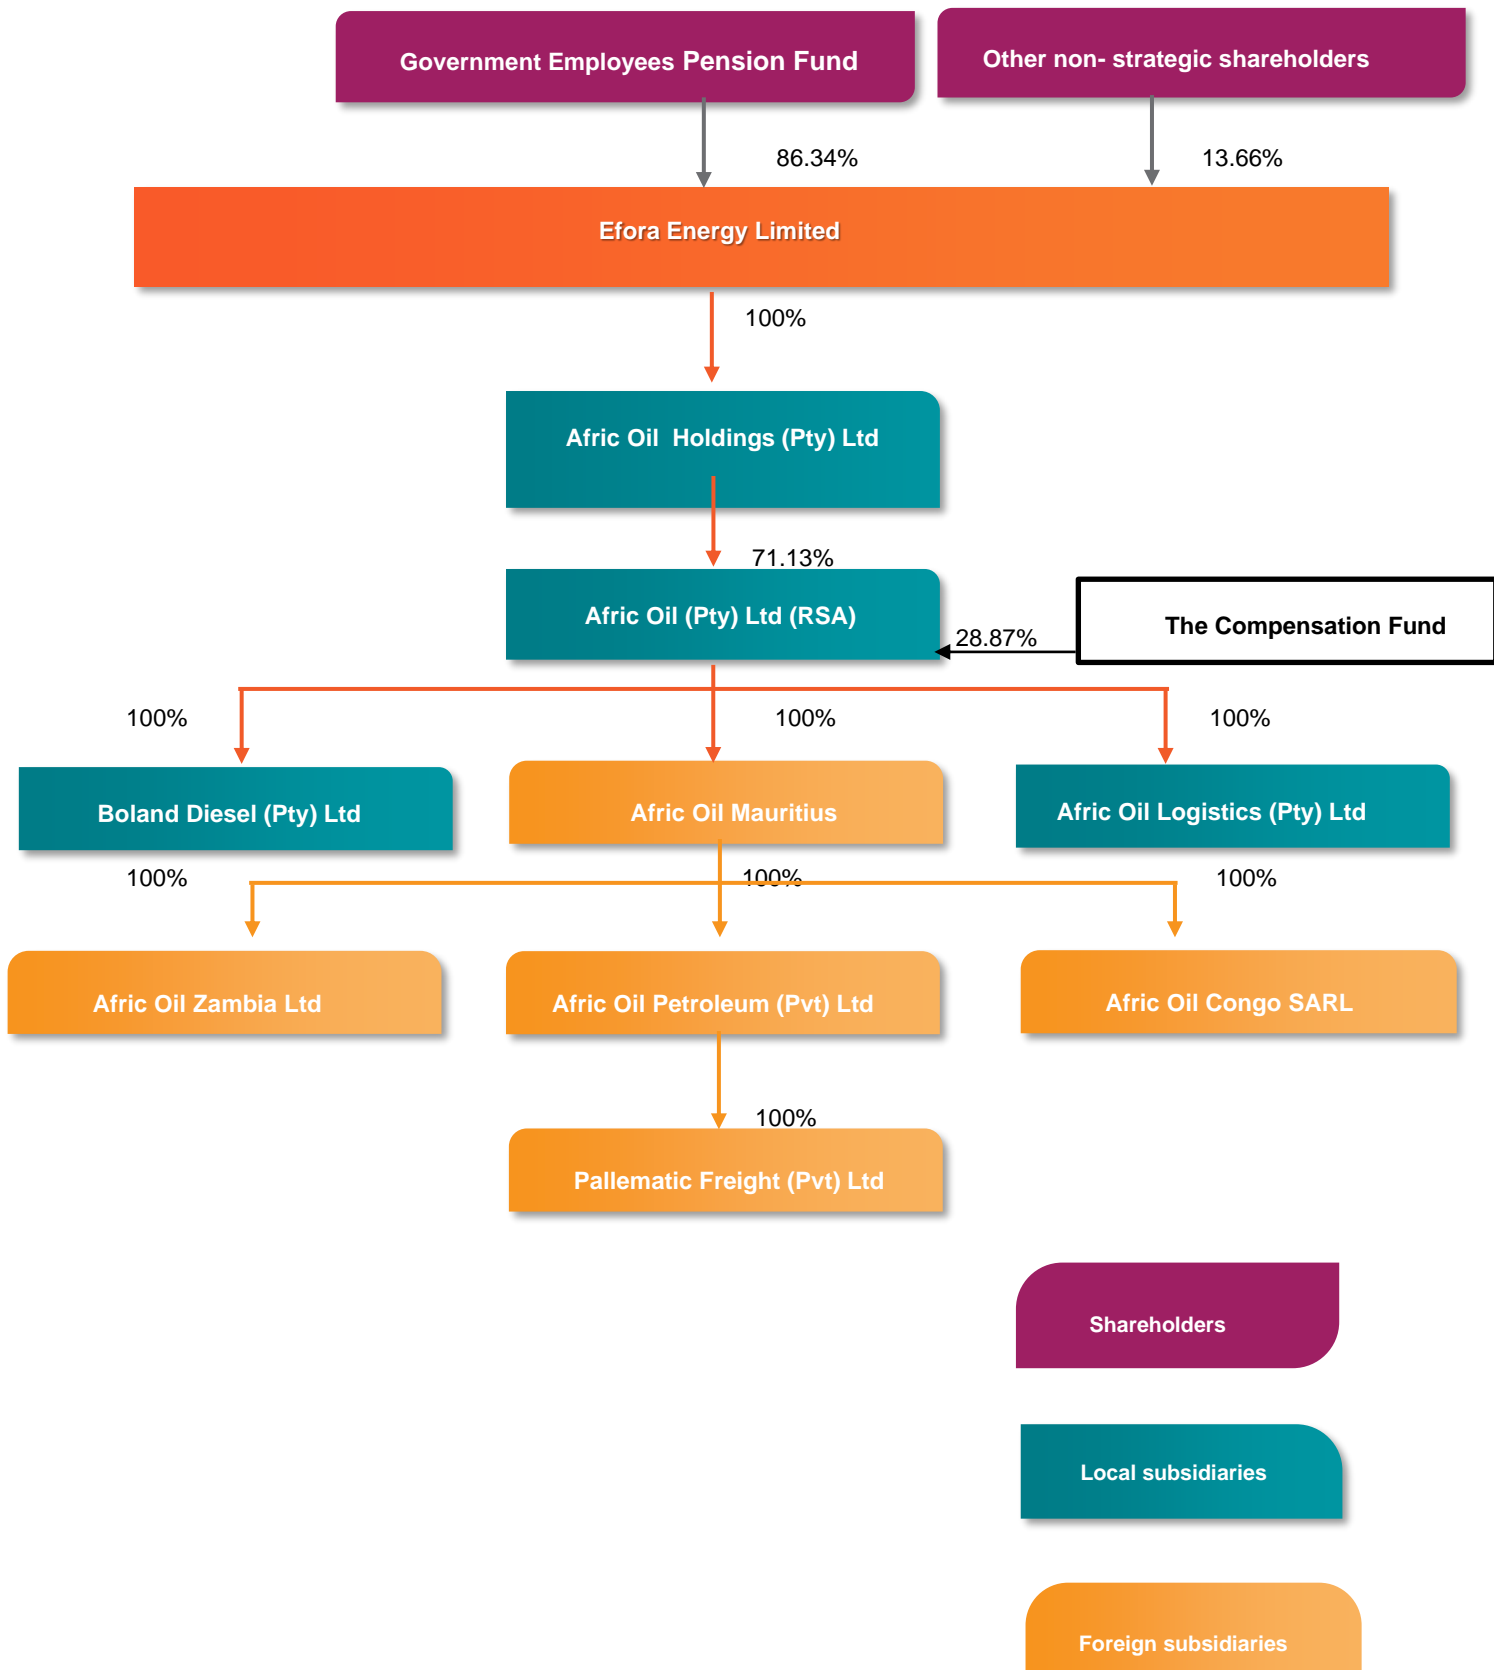 Government Employees Pension Fund
Other non- strategic shareholders
86.34%
13.66%
Efora Energy Limited
100%
Afric Oil  Holdings (Pty) Ltd
71.13%
Afric Oil (Pty) Ltd (RSA)
28.87%
The Compensation Fund
100%
100%
100%
Boland Diesel (Pty) Ltd
Afric Oil Mauritius
Afric Oil Logistics (Pty) Ltd
100%
100%
100%
Afric Oil Zambia Ltd
Afric Oil Petroleum (Pvt) Ltd
Afric Oil Congo SARL
100%
Pallematic Freight (Pvt) Ltd
Shareholders
Local subsidiaries
Foreign subsidiaries